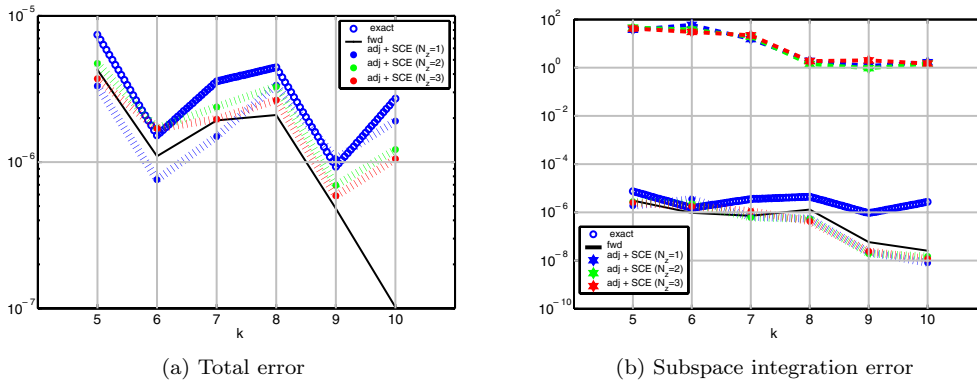 10^-5
10^-6
10^-7
exact
fwd
adj + SCE (N_z=1)
adj + SCE (N_z=2)
adj + SCE (N_z=3)
5 6 7 8 9 10
k
(a) Total error
10^2
10^0
10^-2
10^-4
10^-6
10^-8
10^-10
exact
fwd
adj + SCE (N_z=1)
adj + SCE (N_z=2)
adj + SCE (N_z=3)
5 6 7 8 9 10
k
(b) Subspace integration error